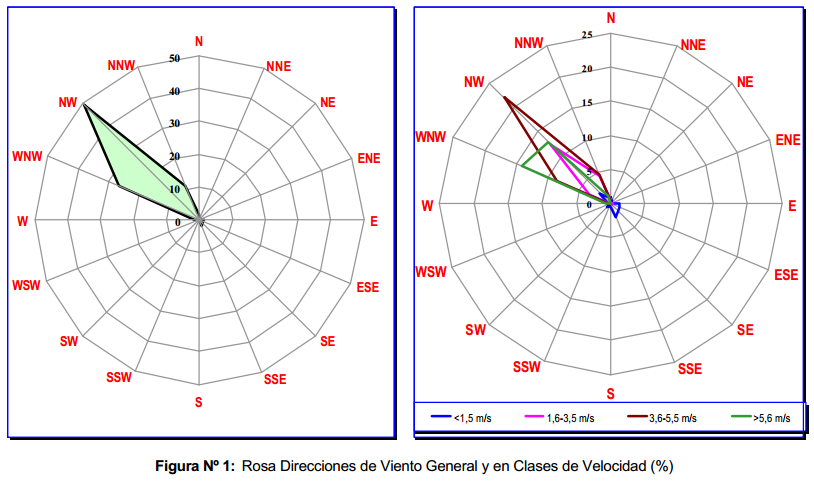 N
NNE
NE
ENE
E
ESE
SE
SSE
S
SSW
SW
WSW
W
WNW
NW
NNW
50
40
30
20
10
0
N
NNE
NE
ENE
E
ESE
SE
SSE
S
SSW
SW
WSW
W
WNW
NW
NNW
25
20
15
10
5
0
<1,5 m/s 1,6-3,5 m/s 3,6-5,5 m/s >5,6 m/s
Figura Nº 1: Rosa Direcciones de Viento General y en Clases de Velocidad (%)